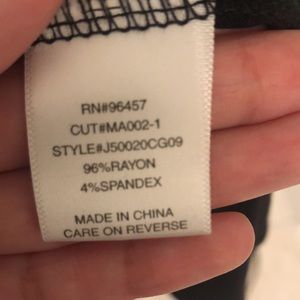 RN#96457
CUT#MA002-1
STYLE#J50020CG09
96%RAYON
4%SPANDEX
MADE IN CHINA
CARE ON REVERSE